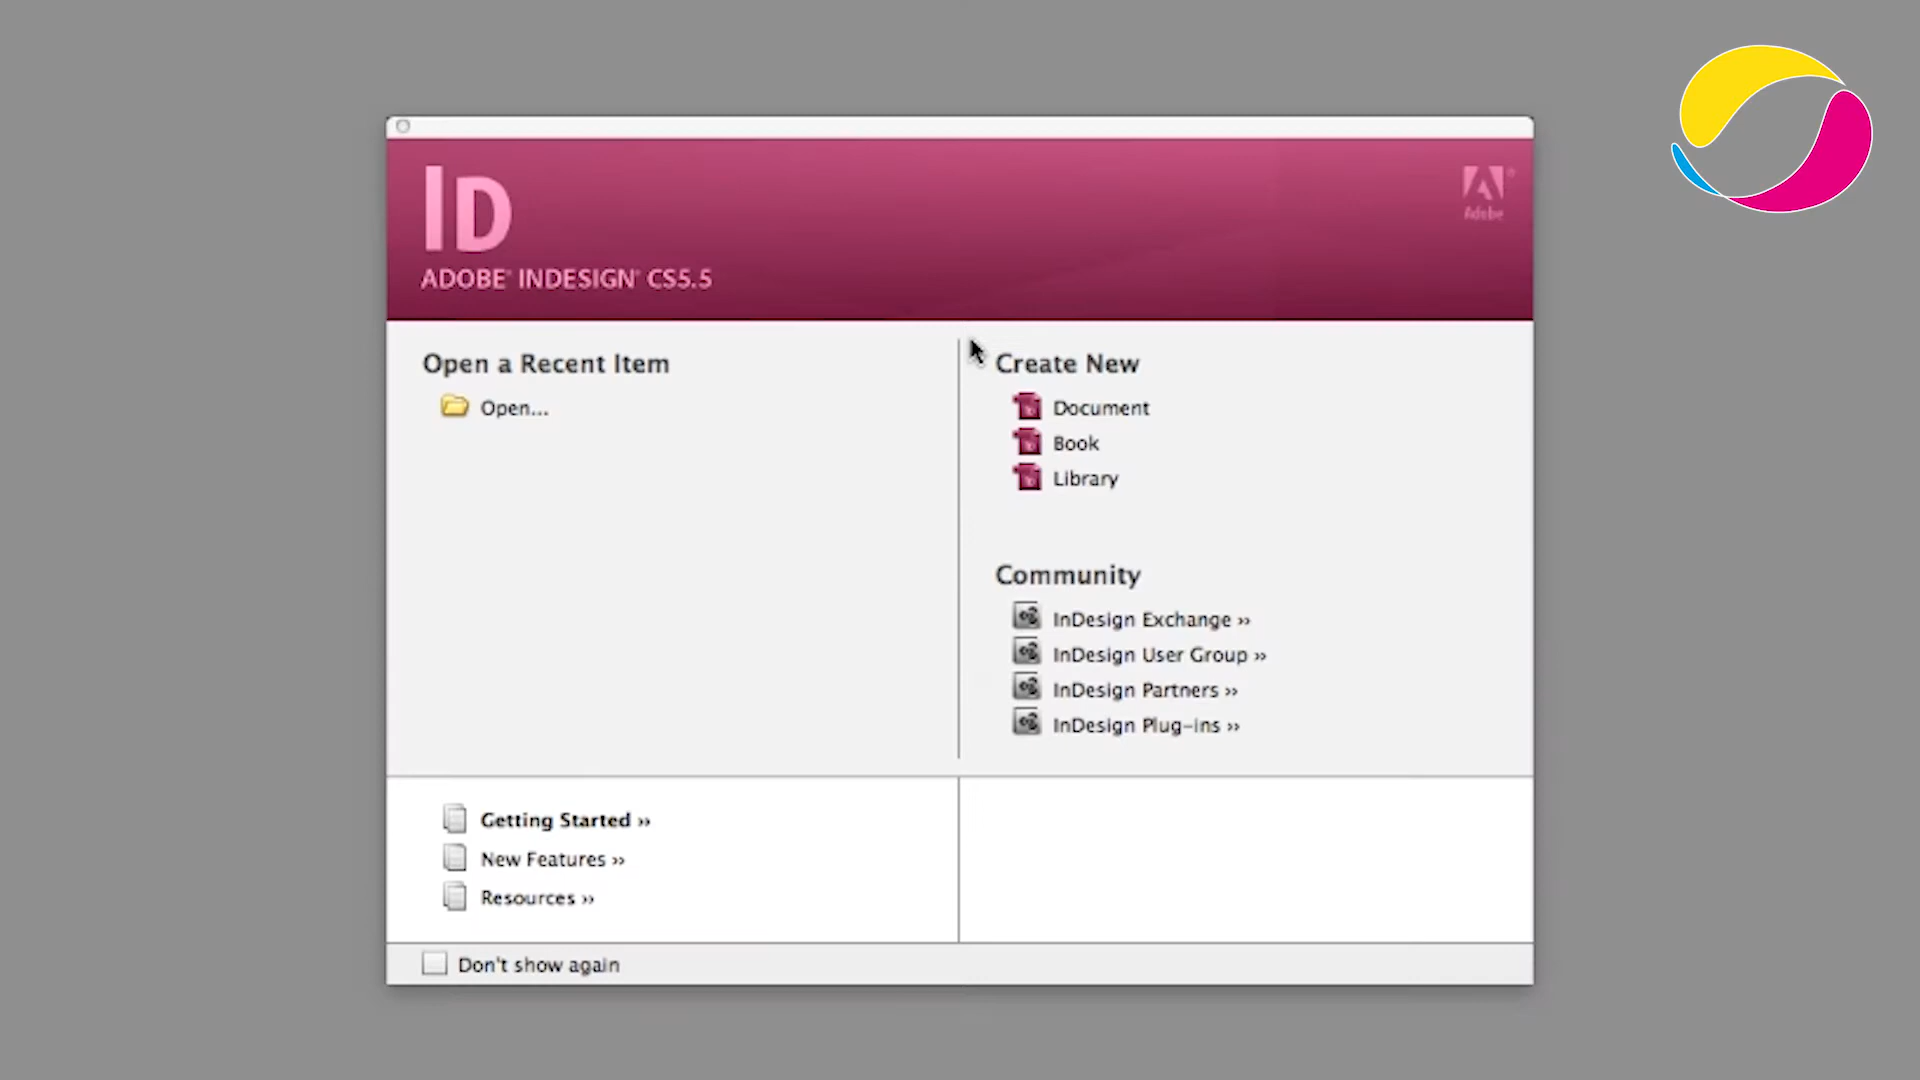 ID
ADOBE® INDESIGN® CS5.5
Adobe
Open a Recent Item
Open...
Create New
Document
Book
Library
Community
InDesign Exchange »
InDesign User Group »
InDesign Partners »
InDesign Plug-ins »
Getting Started »
New Features »
Resources »
Don't show again